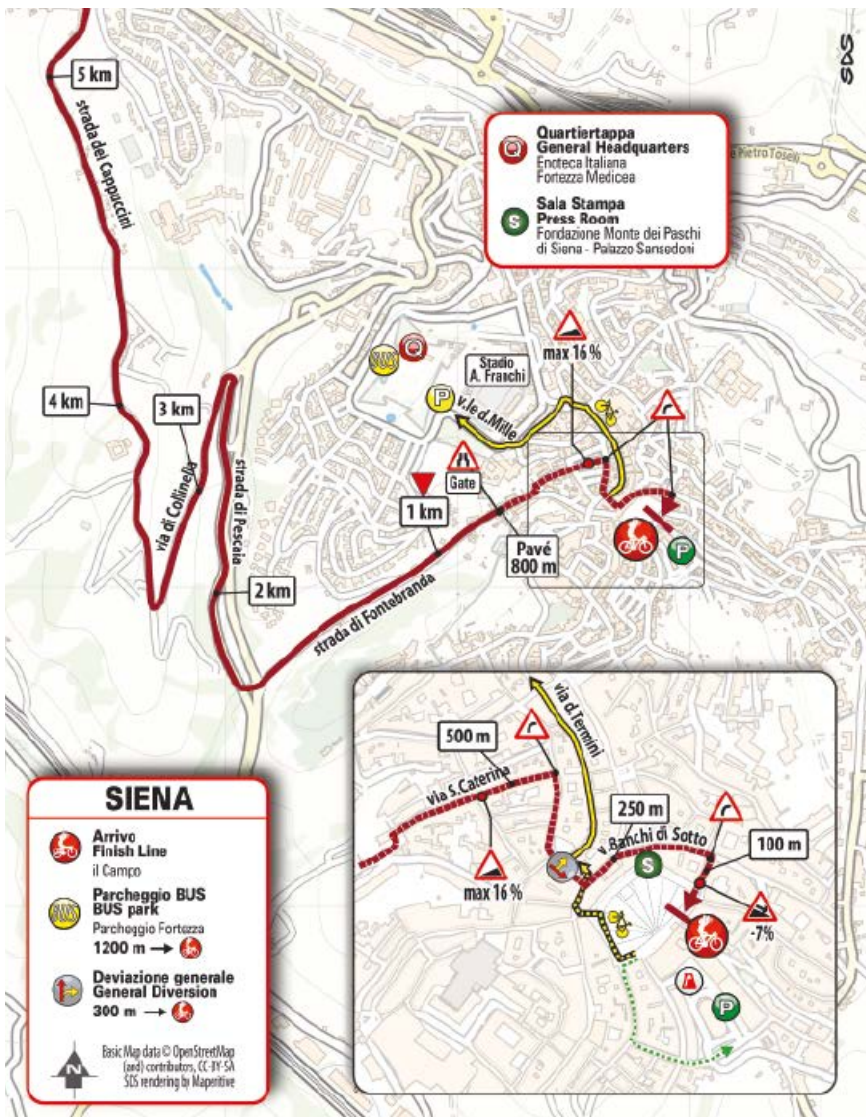 SDS
5 km
strada dei Cappuccini
Q
Quartiertappa
General Headquarters
Enoteca Italiana
Fortezza Medicea
S
Sala Stampa
Press Room
Fondazione Monte dei Paschi
di Siena - Palazzo Sansedoni
Pietro Toselli
max 16 %
BUS
Q
Stadio
A. Franchi
P
v.le d. Mille
4 km
3 km
via di Collinella
strada di Pescaia
Gate
1 km
Pavé
800 m
P
2 km
strada di Fontebranda
via d. Termini
500 m
via s. Caterina
250 m
v. Banchi di Sotto
S
100 m
max 16 %
-7%
P
SIENA
Arrivo
Finish Line
il Campo
BUS
Parcheggio BUS
BUS park
Parcheggio Fortezza
1200 m
Deviazione generale
General Diversion
300 m
N
Basic Map data © OpenStreetMap
(and) contributors, CC-BY-SA
SDS rendering by Maperitive